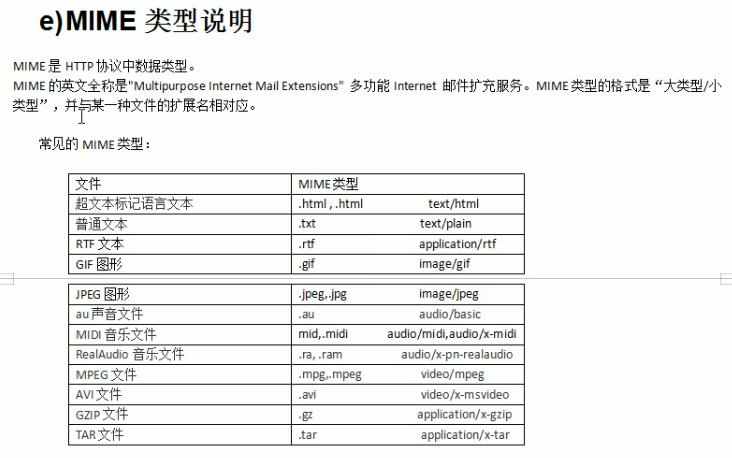 e)MIME 类型说明
MIME 是 HTTP 协议中数据类型。
MIME 的英文全称是"Multipurpose Internet Mail Extensions" 多功能 Internet 邮件扩充服务。MIME 类型的格式是“大类型/小
类型”，并与某一种文件的扩展名相对应。
常见的 MIME 类型：
文件 MIME 类型
超文本标记语言文本 .html , .html text/html
普通文本 .txt text/plain
RTF 文本 .rtf application/rtf
GIF 图形 .gif image/gif
JPEG 图形 .jpeg,.jpg image/jpeg
au 声音文件 .au audio/basic
MIDI 音乐文件 mid,.midi audio/midi,audio/x-midi
RealAudio 音乐文件 .ra, .ram audio/x-pn-realaudio
MPEG 文件 .mpg,.mpeg video/mpeg
AVI 文件 .avi video/x-msvideo
GZIP 文件 .gz application/x-gzip
TAR 文件 .tar application/x-tar